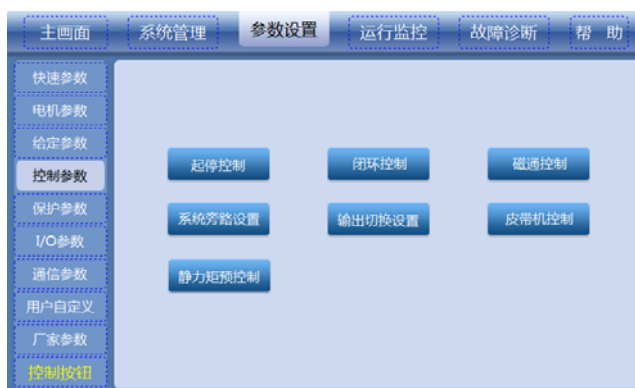 主画面 系统管理 参数设置 运行监控 故障诊断 帮 助
快速参数
电机参数
给定参数
控制参数
保护参数
I/O参数
通信参数
用户自定义
厂家参数
控制按钮
起停控制 闭环控制 磁通控制
系统旁路设置 输出切换设置 皮带机控制
静力矩预控制